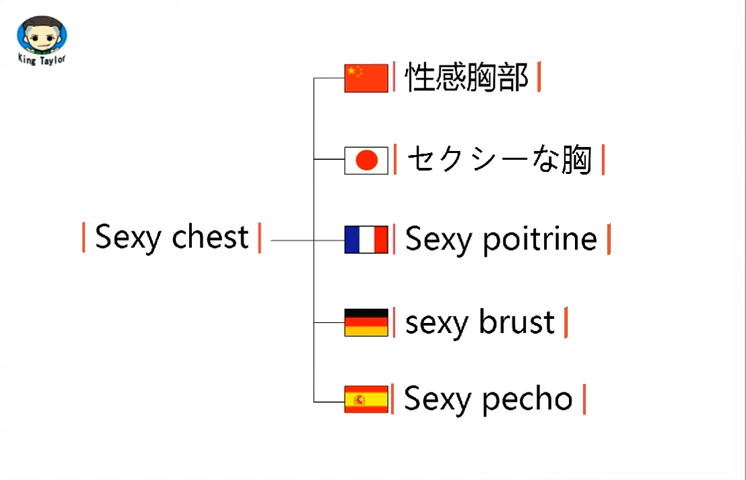 King Taylor
性感胸部
セクシーな胸
Sexy chest
Sexy poitrine
sexy brust
Sexy pecho